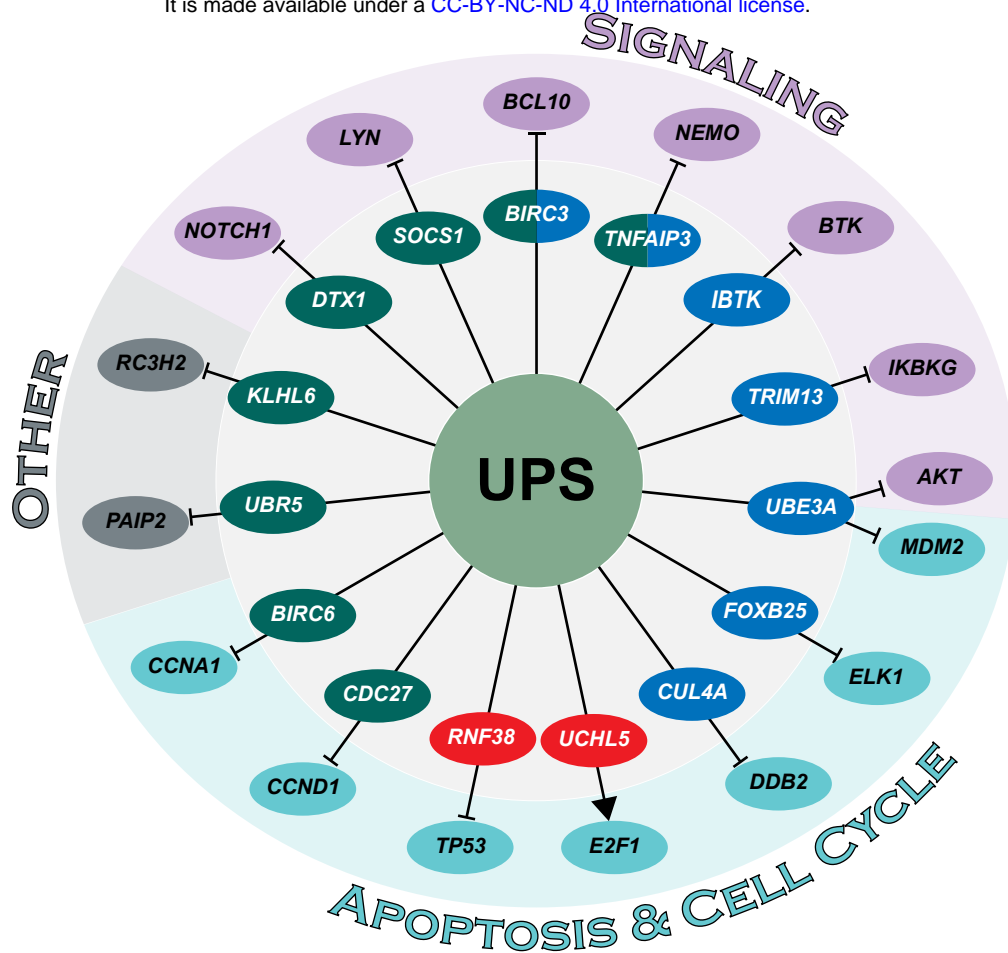 It is made available under a CC-BY-NC-ND 4.0 International license.
SIGNALING
BCL10
LYN
NEMO
BIRC3
NOTCH1
SOCS1
TNFAIP3
BTK
DTX1
IBTK
RC3H2
KLHL6
TRIM13
IKBKG
OTHER
UPS
AKT
PAIP2
UBR5
UBE3A
MDM2
BIRC6
FOXB25
CCNA1
ELK1
CDC27
CUL4A
RNF38
UCHL5
CCND1
DDB2
TP53
E2F1
APOPTOSIS & CELL CYCLE